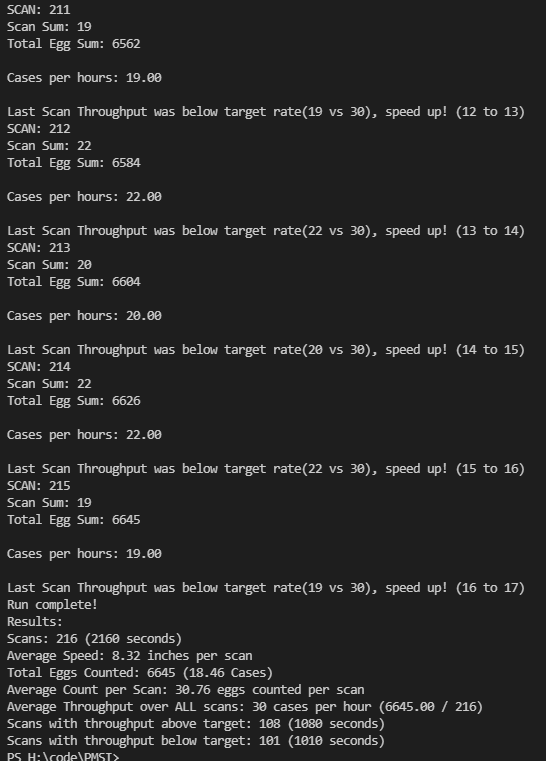 SCAN: 211
Scan Sum: 19
Total Egg Sum: 6562
Cases per hours: 19.00
Last Scan Throughput was below target rate(19 vs 30), speed up! (12 to 13)
SCAN: 212
Scan Sum: 22
Total Egg Sum: 6584
Cases per hours: 22.00
Last Scan Throughput was below target rate(22 vs 30), speed up! (13 to 14)
SCAN: 213
Scan Sum: 20
Total Egg Sum: 6604
Cases per hours: 20.00
Last Scan Throughput was below target rate(20 vs 30), speed up! (14 to 15)
SCAN: 214
Scan Sum: 22
Total Egg Sum: 6626
Cases per hours: 22.00
Last Scan Throughput was below target rate(22 vs 30), speed up! (15 to 16)
SCAN: 215
Scan Sum: 19
Total Egg Sum: 6645
Cases per hours: 19.00
Last Scan Throughput was below target rate(19 vs 30), speed up! (16 to 17)
Run complete!
Results:
Scans: 216 (2160 seconds)
Average Speed: 8.32 inches per scan
Total Eggs Counted: 6645 (18.46 Cases)
Average Count per Scan: 30.76 eggs counted per scan
Average Throughput over ALL scans: 30 cases per hour (6645.00 / 216)
Scans with throughput above target: 108 (1080 seconds)
Scans with throughput below target: 101 (1010 seconds)
PS H:\code\PMST>